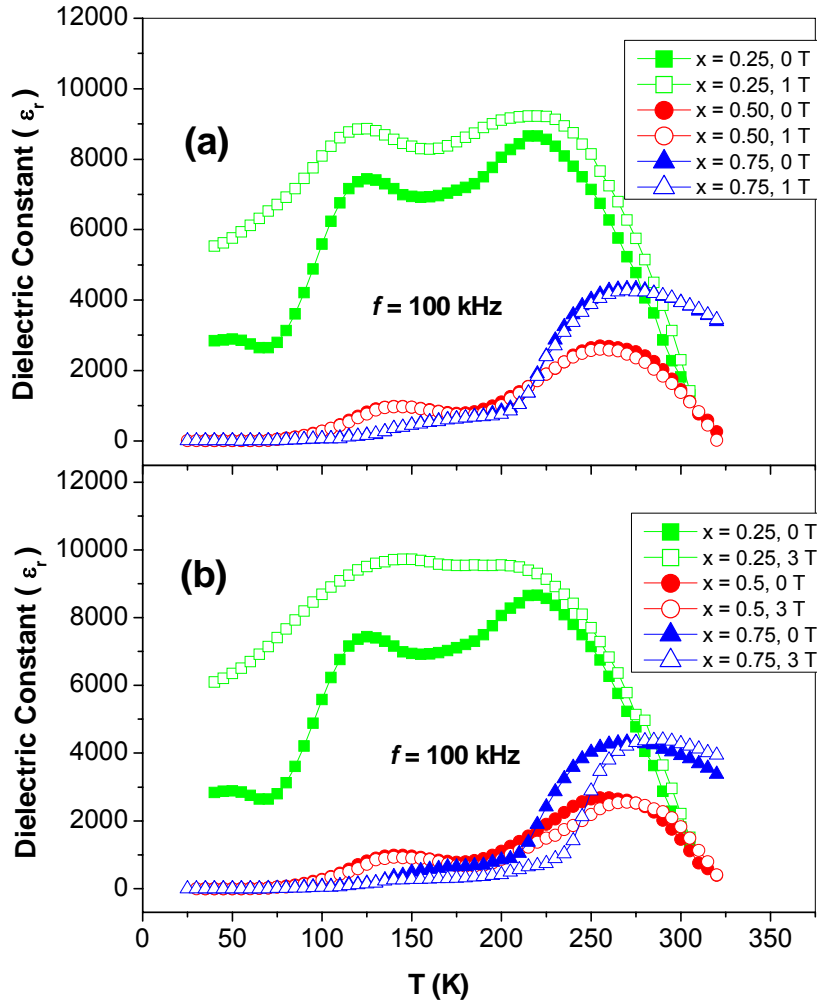 12000
10000
8000
6000
4000
2000
0
Dielectric Constant ( εr)
(a)
f = 100 kHz
x = 0.25, 0 T
x = 0.25, 1 T
x = 0.50, 0 T
x = 0.50, 1 T
x = 0.75, 0 T
x = 0.75, 1 T
12000
10000
8000
6000
4000
2000
0
Dielectric Constant ( εr)
(b)
f = 100 kHz
x = 0.25, 0 T
x = 0.25, 3 T
x = 0.5, 0 T
x = 0.5, 3 T
x = 0.75, 0 T
x = 0.75, 3 T
0 50 100 150 200 250 300 350
T (K)